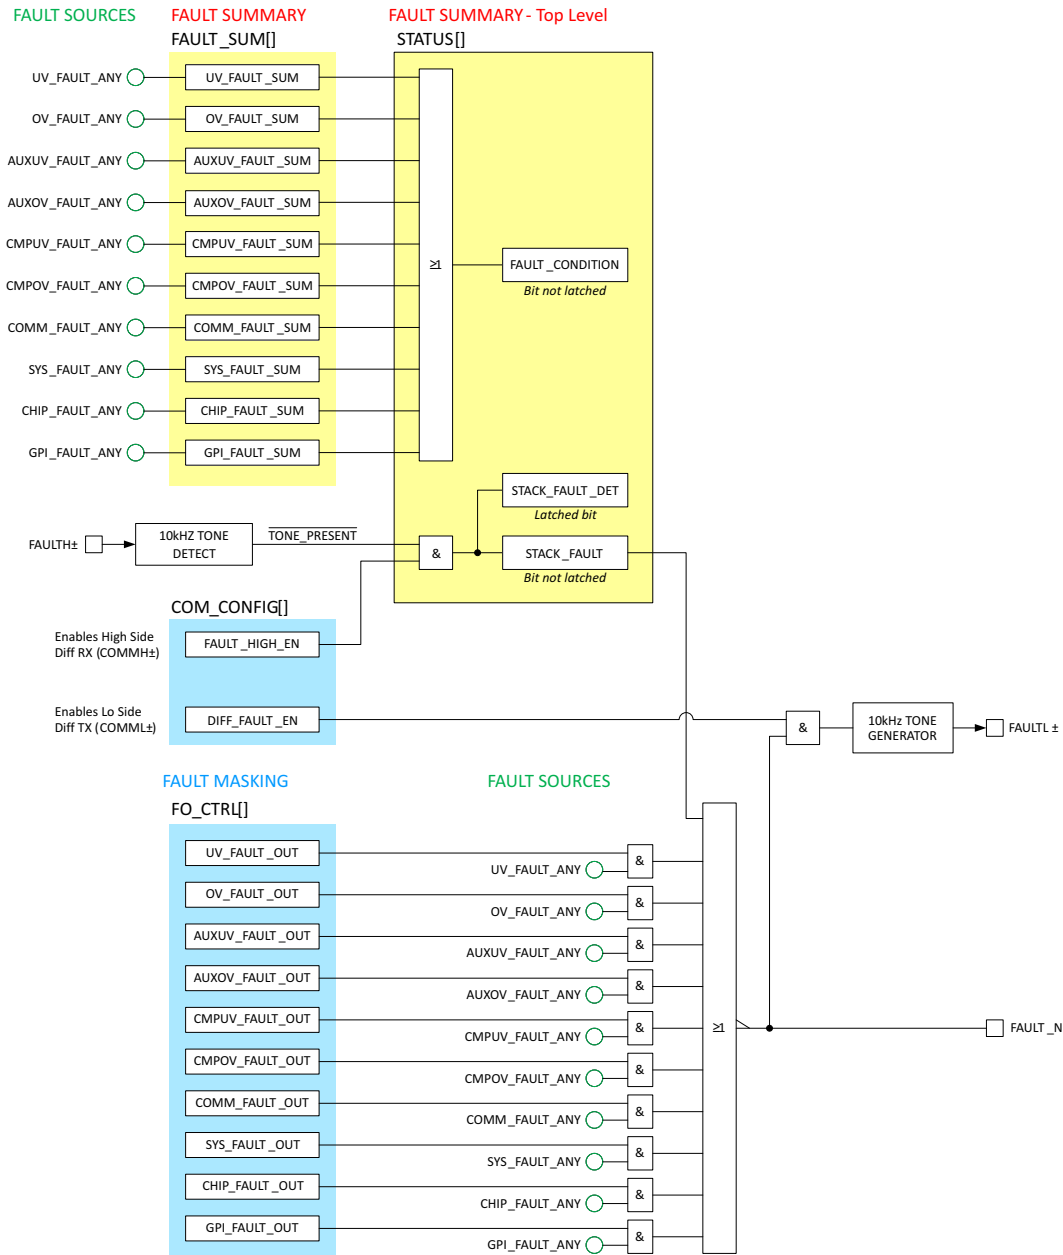 FAULT SOURCES
FAULT SUMMARY
FAULT SUMMARY - Top Level
FAULT_SUM[]
STATUS[]
UV_FAULT_ANY
UV_FAULT_SUM
OV_FAULT_ANY
OV_FAULT_SUM
AUXUV_FAULT_ANY
AUXUV_FAULT_SUM
AUXOV_FAULT_ANY
AUXOV_FAULT_SUM
CMPUV_FAULT_ANY
CMPUV_FAULT_SUM
CMPOV_FAULT_ANY
CMPOV_FAULT_SUM
COMM_FAULT_ANY
COMM_FAULT_SUM
SYS_FAULT_ANY
SYS_FAULT_SUM
CHIP_FAULT_ANY
CHIP_FAULT_SUM
GPI_FAULT_ANY
GPI_FAULT_SUM
≥1
FAULT_CONDITION
Bit not latched
STACK_FAULT_DET
Latched bit
FAULTH±
10kHZ TONE
DETECT
TONE_PRESENT
&
STACK_FAULT
Bit not latched
COM_CONFIG[]
Enables High Side
Diff RX (COMMH±)
FAULT_HIGH_EN
Enables Lo Side
Diff TX (COMML±)
DIFF_FAULT_EN
&
10kHz TONE
GENERATOR
FAULTL ±
FAULT MASKING
FAULT SOURCES
FO_CTRL[]
UV_FAULT_OUT
UV_FAULT_ANY
&
OV_FAULT_OUT
OV_FAULT_ANY
&
AUXUV_FAULT_OUT
AUXUV_FAULT_ANY
&
AUXOV_FAULT_OUT
AUXOV_FAULT_ANY
&
CMPUV_FAULT_OUT
CMPUV_FAULT_ANY
&
≥1
FAULT_N
CMPOV_FAULT_OUT
CMPOV_FAULT_ANY
&
COMM_FAULT_OUT
COMM_FAULT_ANY
&
SYS_FAULT_OUT
SYS_FAULT_ANY
&
CHIP_FAULT_OUT
CHIP_FAULT_ANY
&
GPI_FAULT_OUT
GPI_FAULT_ANY
&